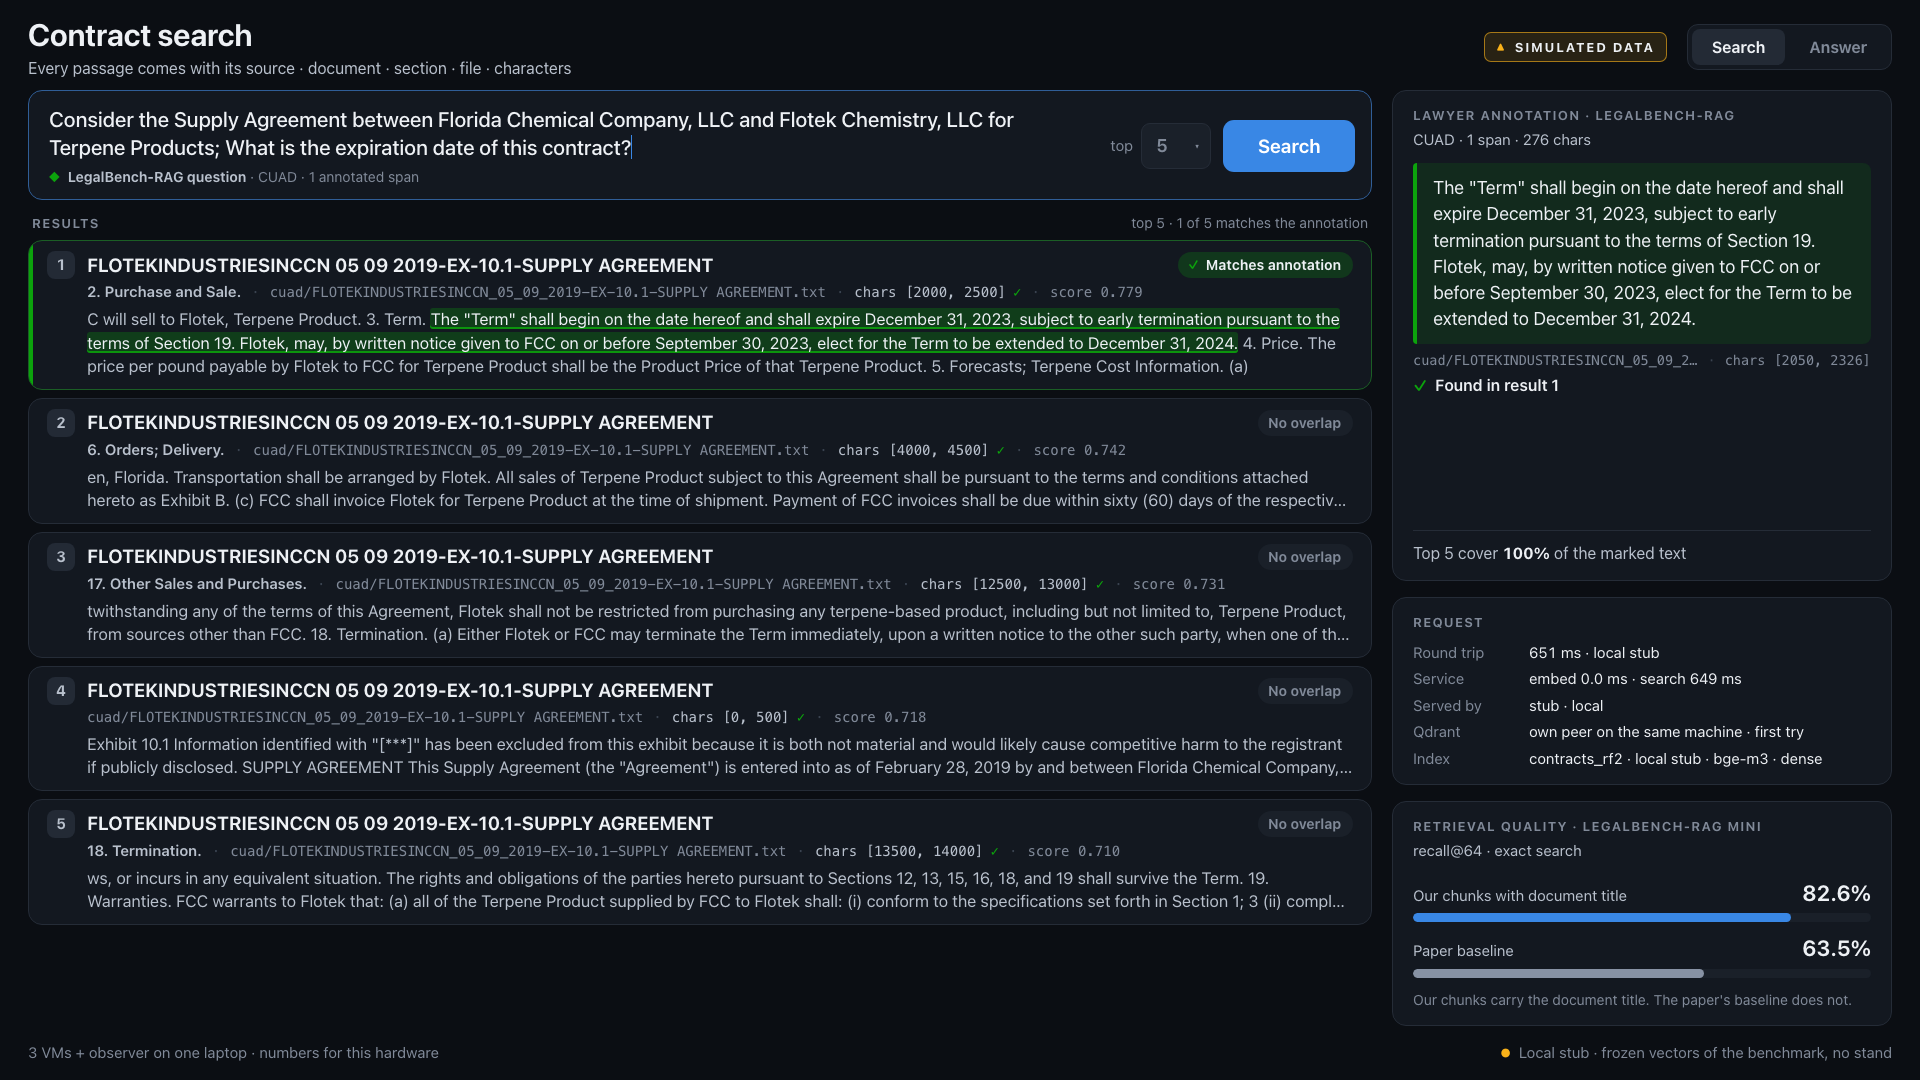 Contract search
Every passage comes with its source · document · section · file · characters
▲ SIMULATED DATA
Search
Answer
Consider the Supply Agreement between Florida Chemical Company, LLC and Flotek Chemistry, LLC for
Terpene Products; What is the expiration date of this contract?
top 5
Search
LegalBench-RAG question · CUAD · 1 annotated span
RESULTS
top 5 · 1 of 5 matches the annotation
1
FLOTEKINDUSTRIESINCCN 05 09 2019-EX-10.1-SUPPLY AGREEMENT
✓ Matches annotation
2. Purchase and Sale. · cuad/FLOTEKINDUSTRIESINCCN_05_09_2019-EX-10.1-SUPPLY AGREEMENT.txt · chars [2000, 2500] ✓ · score 0.779
C will sell to Flotek, Terpene Product. 3. Term. The "Term" shall begin on the date hereof and shall expire December 31, 2023, subject to early termination pursuant to the
terms of Section 19. Flotek, may, by written notice given to FCC on or before September 30, 2023, elect for the Term to be extended to December 31, 2024. 4. Price. The
price per pound payable by Flotek to FCC for Terpene Product shall be the Product Price of that Terpene Product. 5. Forecasts; Terpene Cost Information. (a)
2
FLOTEKINDUSTRIESINCCN 05 09 2019-EX-10.1-SUPPLY AGREEMENT
No overlap
6. Orders; Delivery. · cuad/FLOTEKINDUSTRIESINCCN_05_09_2019-EX-10.1-SUPPLY AGREEMENT.txt · chars [4000, 4500] ✓ · score 0.742
en, Florida. Transportation shall be arranged by Flotek. All sales of Terpene Product subject to this Agreement shall be pursuant to the terms and conditions attached
hereto as Exhibit B. (c) FCC shall invoice Flotek for Terpene Product at the time of shipment. Payment of FCC invoices shall be due within sixty (60) days of the respectiv...
3
FLOTEKINDUSTRIESINCCN 05 09 2019-EX-10.1-SUPPLY AGREEMENT
No overlap
17. Other Sales and Purchases. · cuad/FLOTEKINDUSTRIESINCCN_05_09_2019-EX-10.1-SUPPLY AGREEMENT.txt · chars [12500, 13000] ✓ · score 0.731
twithstanding any of the terms of this Agreement, Flotek shall not be restricted from purchasing any terpene-based product, including but not limited to, Terpene Product,
from sources other than FCC. 18. Termination. (a) Either Flotek or FCC may terminate the Term immediately, upon a written notice to the other such party, when one of th...
4
FLOTEKINDUSTRIESINCCN 05 09 2019-EX-10.1-SUPPLY AGREEMENT
No overlap
cuad/FLOTEKINDUSTRIESINCCN_05_09_2019-EX-10.1-SUPPLY AGREEMENT.txt · chars [0, 500] ✓ · score 0.718
Exhibit 10.1 Information identified with "[***]" has been excluded from this exhibit because it is both not material and would likely cause competitive harm to the registrant
if publicly disclosed. SUPPLY AGREEMENT This Supply Agreement (the "Agreement") is entered into as of February 28, 2019 by and between Florida Chemical Company,...
5
FLOTEKINDUSTRIESINCCN 05 09 2019-EX-10.1-SUPPLY AGREEMENT
No overlap
18. Termination. · cuad/FLOTEKINDUSTRIESINCCN_05_09_2019-EX-10.1-SUPPLY AGREEMENT.txt · chars [13500, 14000] ✓ · score 0.710
ws, or incurs in any equivalent situation. The rights and obligations of the parties hereto pursuant to Sections 12, 13, 15, 16, 18, and 19 shall survive the Term. 19.
Warranties. FCC warrants to Flotek that: (a) all of the Terpene Product supplied by FCC to Flotek shall: (i) conform to the specifications set forth in Section 1; 3 (ii) compl...
LAWYER ANNOTATION · LEGALBENCH-RAG
CUAD · 1 span · 276 chars
The "Term" shall begin on the date hereof and shall
expire December 31, 2023, subject to early
termination pursuant to the terms of Section 19.
Flotek, may, by written notice given to FCC on or
before September 30, 2023, elect for the Term to be
extended to December 31, 2024.
cuad/FLOTEKINDUSTRIESINCCN_05_09_2… · chars [2050, 2326]
✓ Found in result 1
Top 5 cover 100% of the marked text
REQUEST
Round trip 651 ms · local stub
Service embed 0.0 ms · search 649 ms
Served by stub · local
Qdrant own peer on the same machine · first try
Index contracts_rf2 · local stub · bge-m3 · dense
RETRIEVAL QUALITY · LEGALBENCH-RAG MINI
recall@64 · exact search
Our chunks with document title 82.6%
Paper baseline 63.5%
Our chunks carry the document title. The paper's baseline does not.
3 VMs + observer on one laptop · numbers for this hardware
Local stub · frozen vectors of the benchmark, no stand